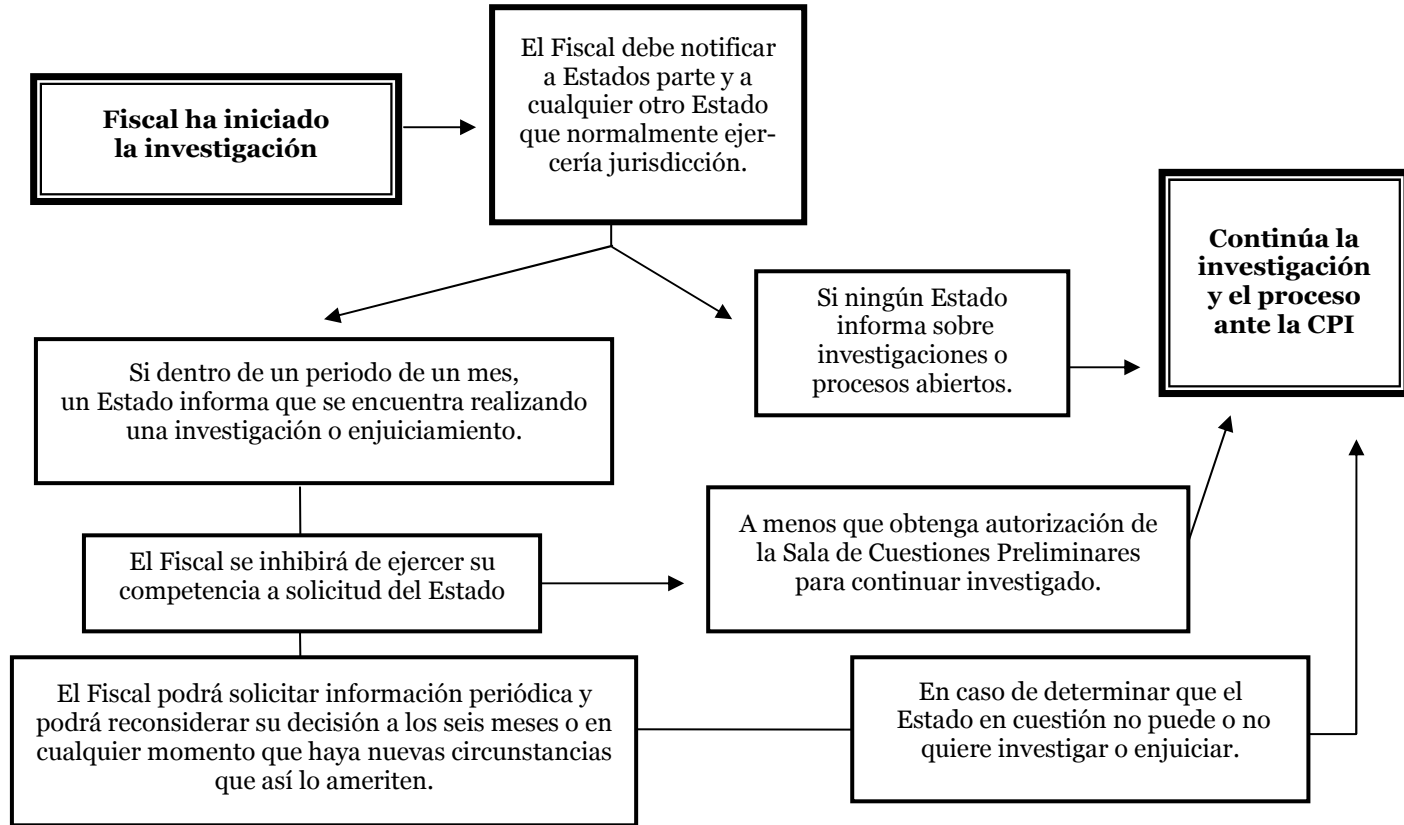 Fiscal ha iniciado
la investigación
El Fiscal debe notificar
a Estados parte y a
cualquier otro Estado
que normalmente ejer-
cería jurisdicción.
Si dentro de un periodo de un mes,
un Estado informa que se encuentra realizando
una investigación o enjuiciamiento.
Si ningún Estado
informa sobre
investigaciones o
procesos abiertos.
Continúa la
investigación
y el proceso
ante la CPI
El Fiscal se inhibirá de ejercer su
competencia a solicitud del Estado
A menos que obtenga autorización de
la Sala de Cuestiones Preliminares
para continuar investigado.
El Fiscal podrá solicitar información periódica y
podrá reconsiderar su decisión a los seis meses o en
cualquier momento que haya nuevas circunstancias
que así lo ameriten.
En caso de determinar que el
Estado en cuestión no puede o no
quiere investigar o enjuiciar.